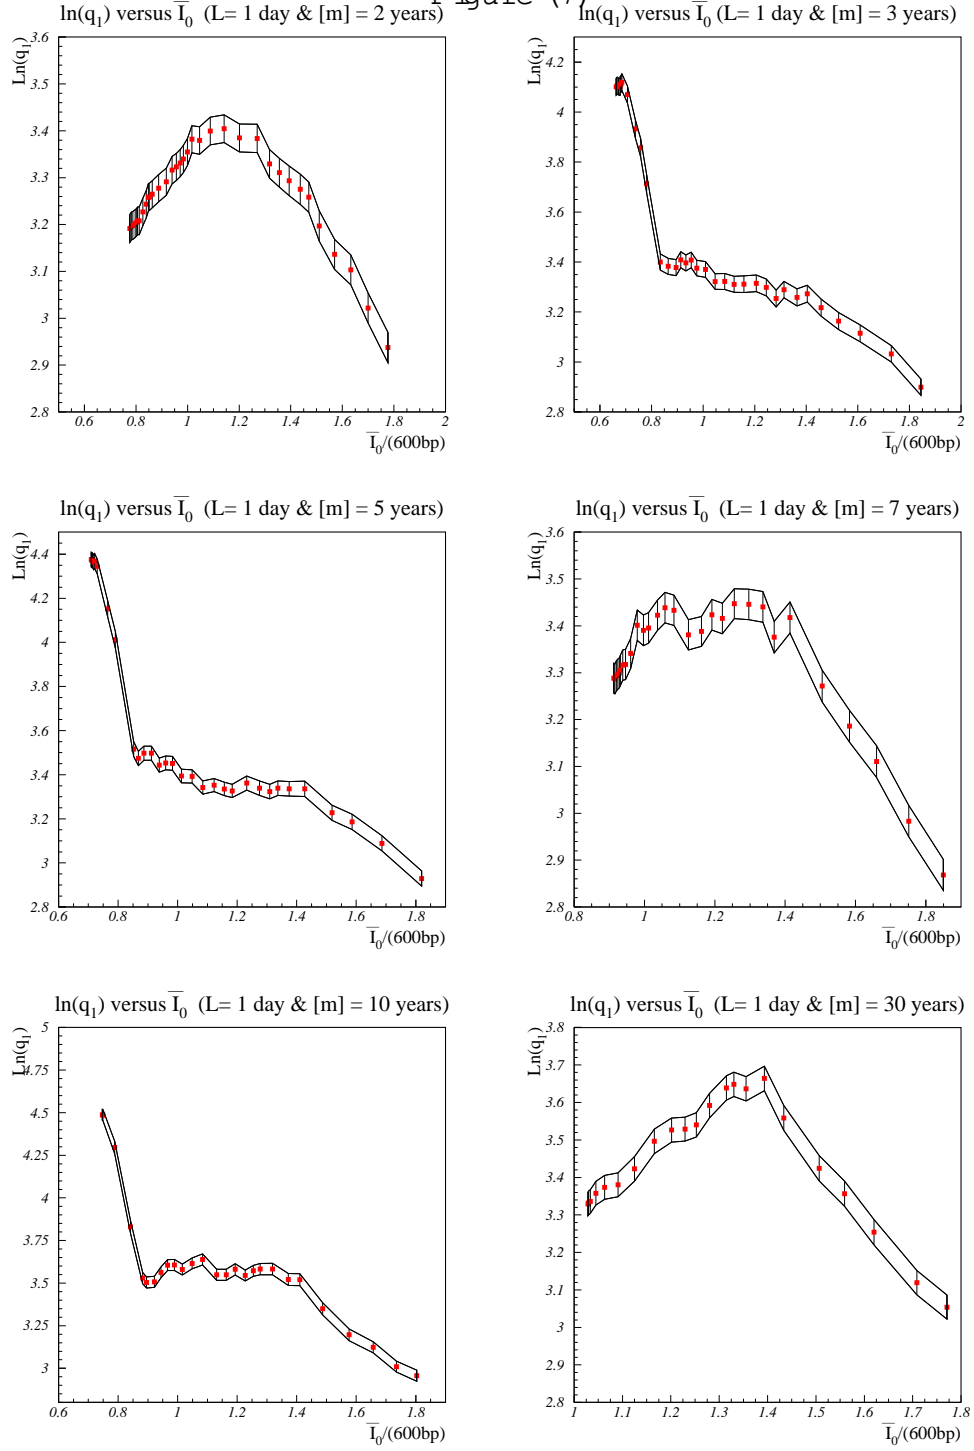 Figure (7)
ln(q1) versus I0 (L= 1 day & [m] = 2 years)
Ln(q1)
3.6
3.5
3.4
3.3
3.2
3.1
3
2.9
2.8
0.6 0.8 1 1.2 1.4 1.6 1.8 2
I0/(600bp)
ln(q1) versus I0 (L= 1 day & [m] = 3 years)
Ln(q1)
4.2
4
3.8
3.6
3.4
3.2
3
2.8
0.6 0.8 1 1.2 1.4 1.6 1.8 2
I0/(600bp)
ln(q1) versus I0 (L= 1 day & [m] = 5 years)
Ln(q1)
4.4
4.2
4
3.8
3.6
3.4
3.2
3
2.8
0.6 0.8 1 1.2 1.4 1.6 1.8
I0/(600bp)
ln(q1) versus I0 (L= 1 day & [m] = 7 years)
Ln(q1)
3.6
3.5
3.4
3.3
3.2
3.1
3
2.9
2.8
0.8 1 1.2 1.4 1.6 1.8
I0/(600bp)
ln(q1) versus I0 (L= 1 day & [m] = 10 years)
Ln(q1)
5
4.75
4.5
4.25
4
3.75
3.5
3.25
3
0.6 0.8 1 1.2 1.4 1.6 1.8
I0/(600bp)
ln(q1) versus I0 (L= 1 day & [m] = 30 years)
Ln(q1)
3.8
3.7
3.6
3.5
3.4
3.3
3.2
3.1
3
2.9
2.8
1 1.1 1.2 1.3 1.4 1.5 1.6 1.7 1.8
I0/(600bp)